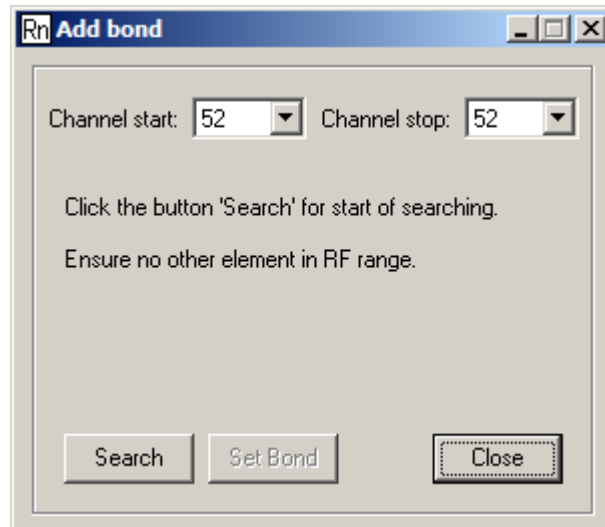 Rn Add bond
Channel start: 52 Channel stop: 52
Click the button 'Search' for start of searching.
Ensure no other element in RF range.
Search Set Bond Close